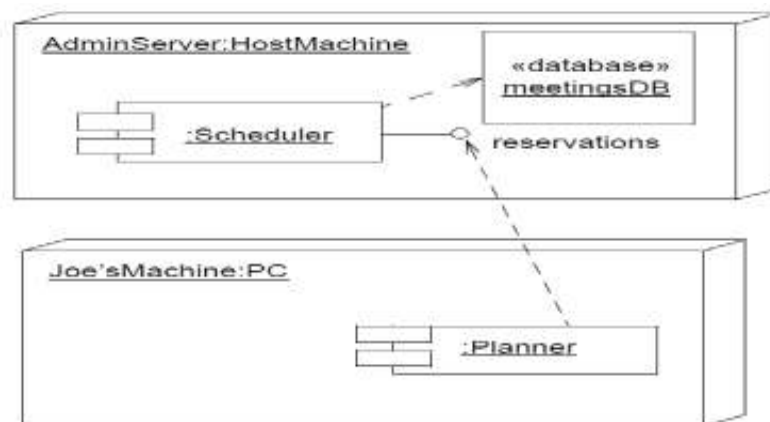 AdminServer:HostMachine
«database»
meetingsDB
:Scheduler
reservations
Joe'sMachine:PC
:Planner